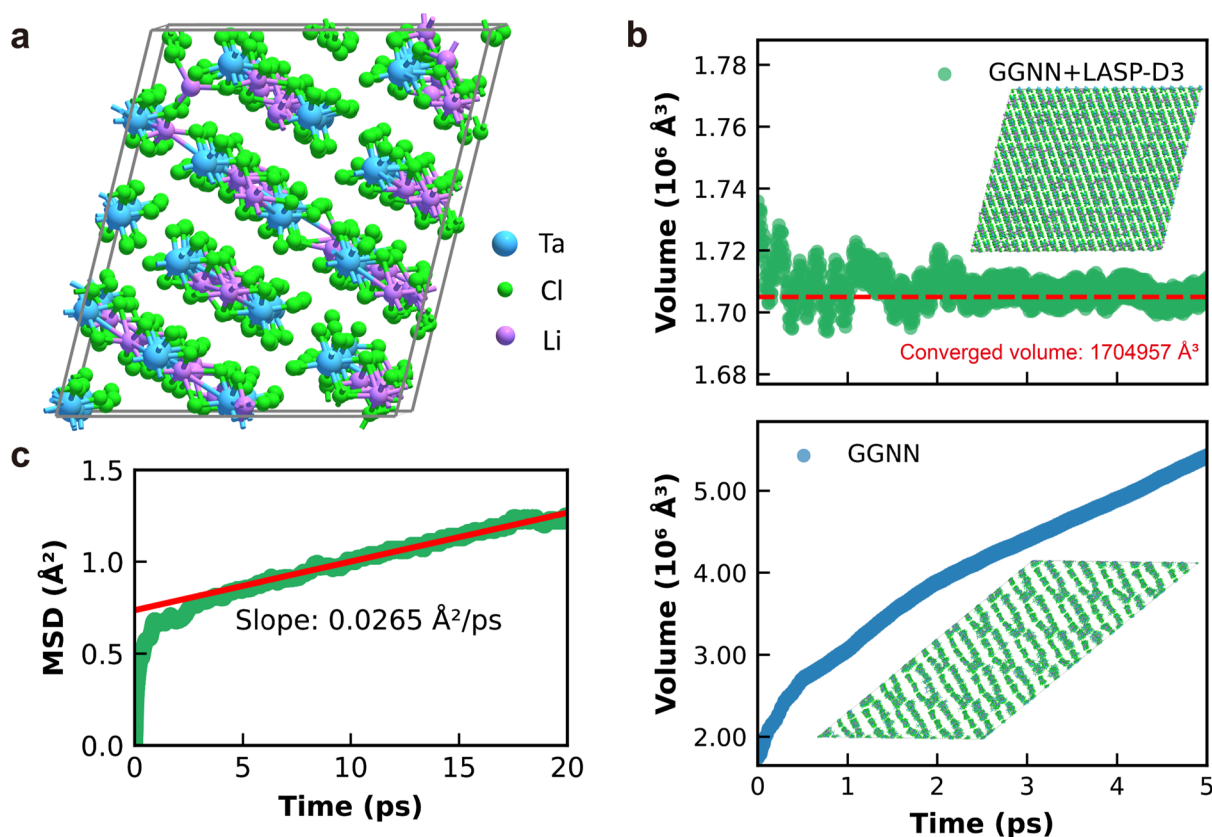 a
Ta
Cl
Li
b
1.78
1.76
1.74
1.72
1.70
1.68
Volume (10⁶ Å³)
GGNN+LASP-D3
Converged volume: 1704957 Å³
5.00
4.00
3.00
2.00
Volume (10⁶ Å³)
GGNN
0 1 2 3 4 5
Time (ps)
c
1.5
1.0
0.5
0.0
MSD (Å²)
Slope: 0.0265 Å²/ps
0 5 10 15 20
Time (ps)